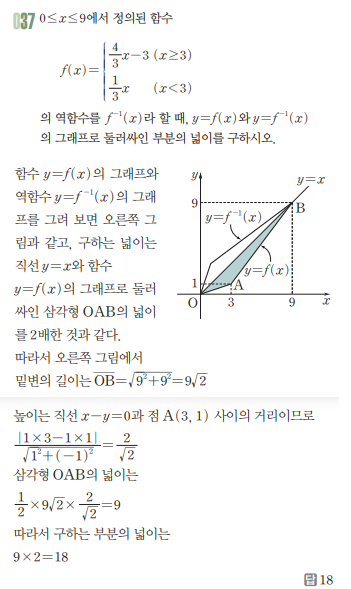 037 0≤x≤9에서 정의된 함수
f(x)= { 4/3 x-3 (x≥3)
1/3 x (x<3)
의 역함수를 f⁻¹(x)라 할 때, y=f(x)와 y=f⁻¹(x)
의 그래프로 둘러싸인 부분의 넓이를 구하시오.
함수 y=f(x)의 그래프와
역함수 y=f⁻¹(x)의 그래
프를 그려 보면 오른쪽 그
림과 같고, 구하는 넓이는
직선 y=x와 함수
y=f(x)의 그래프로 둘러
싸인 삼각형 OAB의 넓이
를 2배한 것과 같다.
따라서 오른쪽 그림에서
밑변의 길이는 OB=√(9²+9²)=9√2
y
y=x
9
B
y=f⁻¹(x)
y=f(x)
1
A
O
3
9
x
높이는 직선 x-y=0과 점 A(3, 1) 사이의 거리이므로
|1×3-1×1| / √(1²+(-1)²) = 2/√2
삼각형 OAB의 넓이는
1/2×9√2×2/√2=9
따라서 구하는 부분의 넓이는
9×2=18
답 18